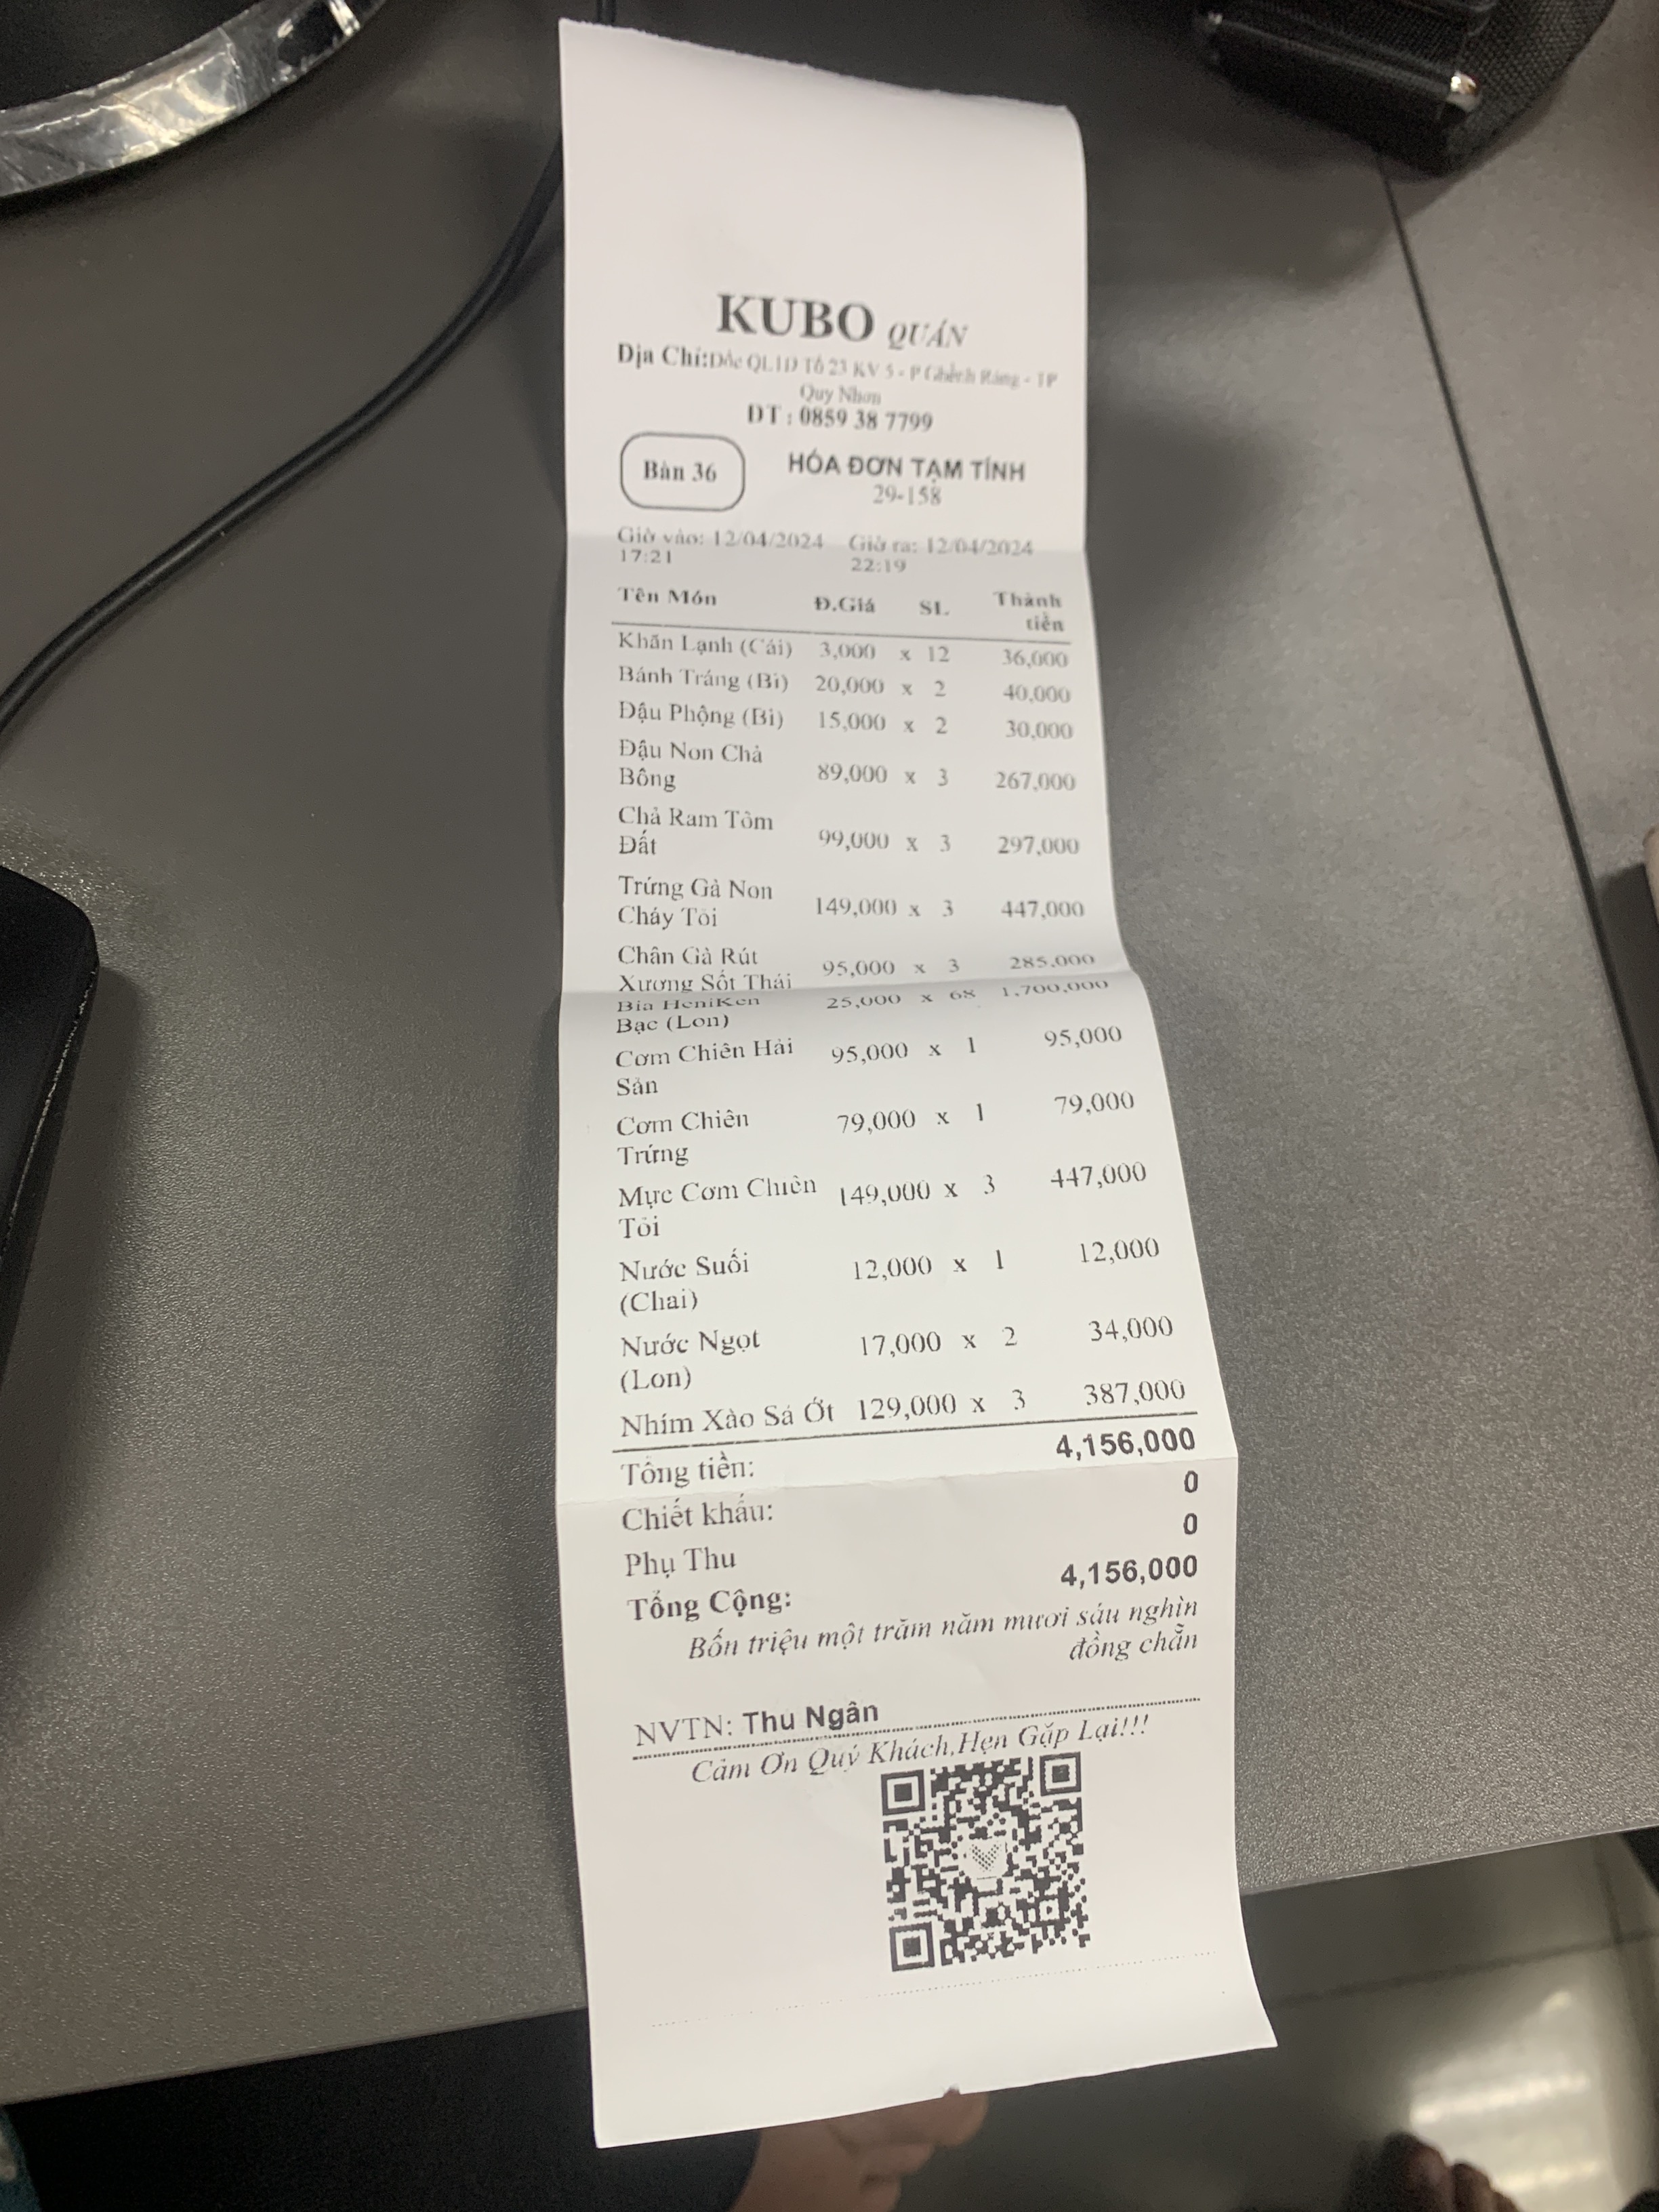 KUBO QUÁN
Địa Chỉ:Dốc QL1D Tổ 23 KV 5 - P Ghềnh Ráng - TP
Quy Nhơn
ĐT : 0859 38 7799
Bàn 36
HÓA ĐƠN TẠM TÍNH
29-158
Giờ vào: 12/04/2024 Giờ ra: 12/04/2024
17:21 22:19
Tên Món Đ.Giá SL Thành
tiền
Khăn Lạnh (Cái) 3,000 x 12 36,000
Bánh Tráng (Bì) 20,000 x 2 40,000
Đậu Phộng (Bì) 15,000 x 2 30,000
Đậu Non Chà
Bông 89,000 x 3 267,000
Chả Ram Tôm
Đất 99,000 x 3 297,000
Trứng Gà Non
Cháy Tỏi 149,000 x 3 447,000
Chân Gà Rút
Xương Sốt Thái 95,000 x 3 285,000
Bia HeniKen 25,000 x 68 1,700,000
Bạc (Lon)
Cơm Chiên Hải 95,000 x 1 95,000
Sản
Cơm Chiên 79,000 x 1 79,000
Trứng
Mực Cơm Chiên 149,000 x 3 447,000
Tỏi
Nước Suối 12,000 x 1 12,000
(Chai)
Nước Ngọt 17,000 x 2 34,000
(Lon)
Nhím Xào Sả Ớt 129,000 x 3 387,000
Tổng tiền: 4,156,000
Chiết khấu: 0
Phụ Thu 0
Tổng Cộng: 4,156,000
Bốn triệu một trăm năm mươi sáu nghìn
đồng chẵn
NVTN: Thu Ngân
Cảm Ơn Quý Khách,Hẹn Gặp Lại!!!